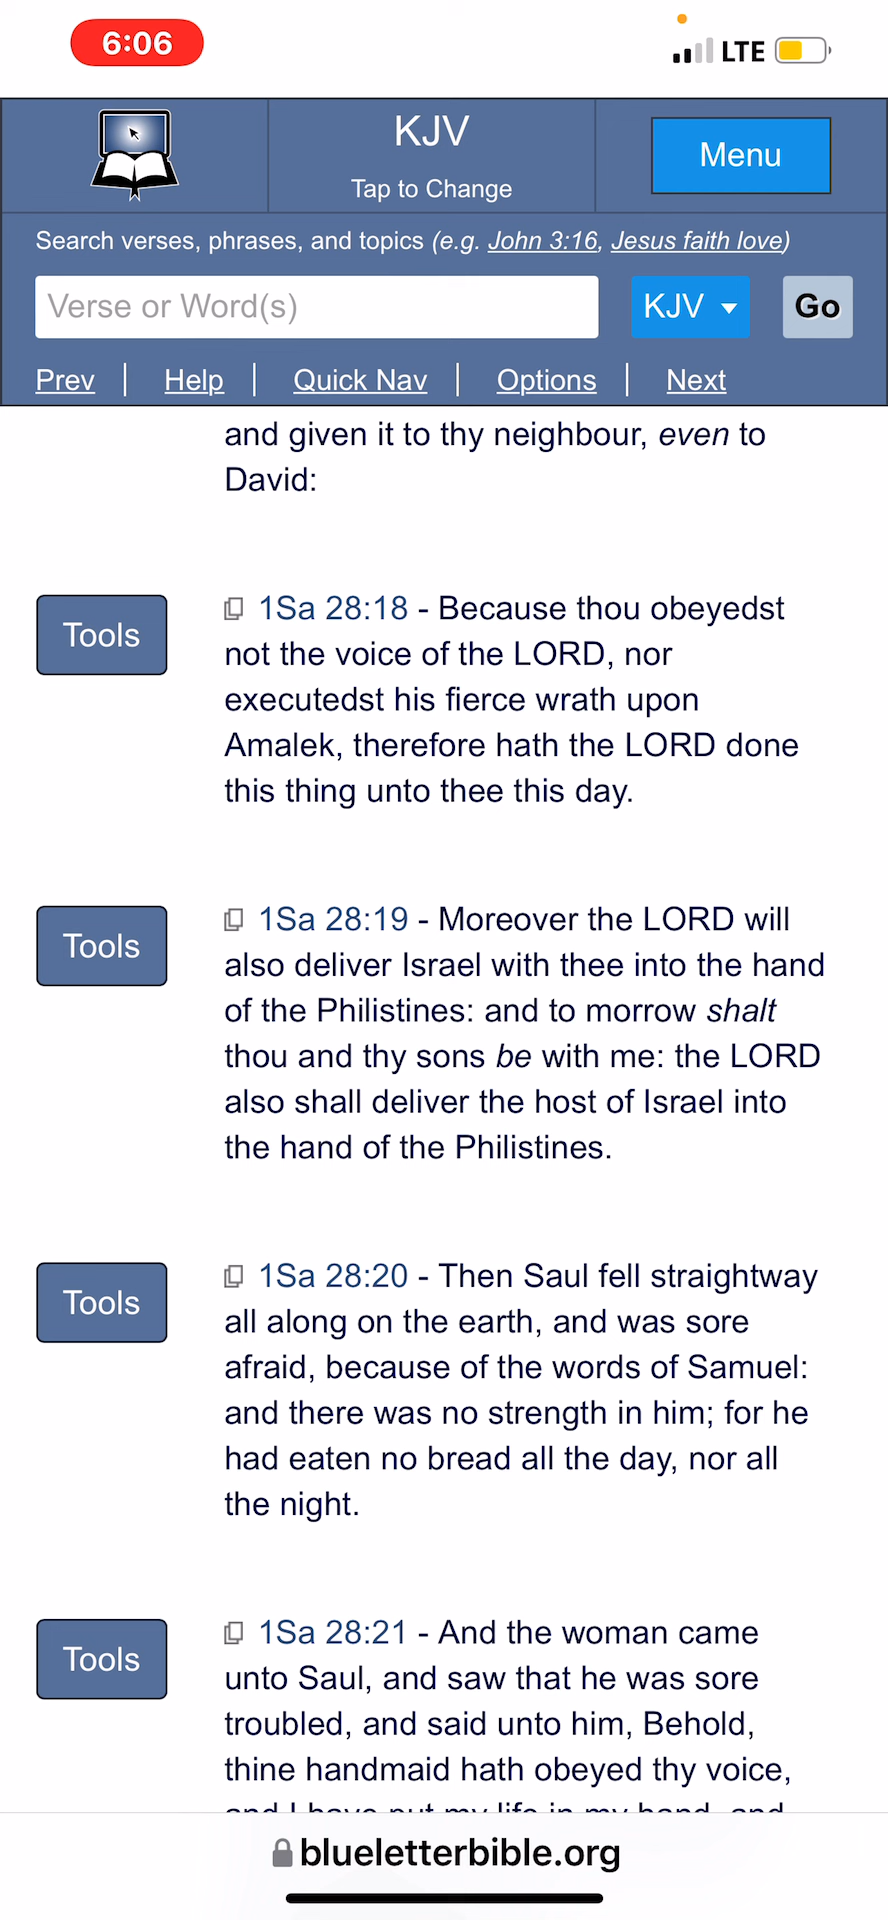 6:06
LTE
KJV
Tap to Change
Menu
Search verses, phrases, and topics (e.g. John 3:16, Jesus faith love)
Verse or Word(s)
KJV
Go
Prev | Help | Quick Nav | Options | Next
and given it to thy neighbour, even to
David:
Tools
1Sa 28:18 - Because thou obeyedst
not the voice of the LORD, nor
executedst his fierce wrath upon
Amalek, therefore hath the LORD done
this thing unto thee this day.
Tools
1Sa 28:19 - Moreover the LORD will
also deliver Israel with thee into the hand
of the Philistines: and to morrow shalt
thou and thy sons be with me: the LORD
also shall deliver the host of Israel into
the hand of the Philistines.
Tools
1Sa 28:20 - Then Saul fell straightway
all along on the earth, and was sore
afraid, because of the words of Samuel:
and there was no strength in him; for he
had eaten no bread all the day, nor all
the night.
Tools
1Sa 28:21 - And the woman came
unto Saul, and saw that he was sore
troubled, and said unto him, Behold,
thine handmaid hath obeyed thy voice,
and I have put my life in my hand, and
blueletterbible.org